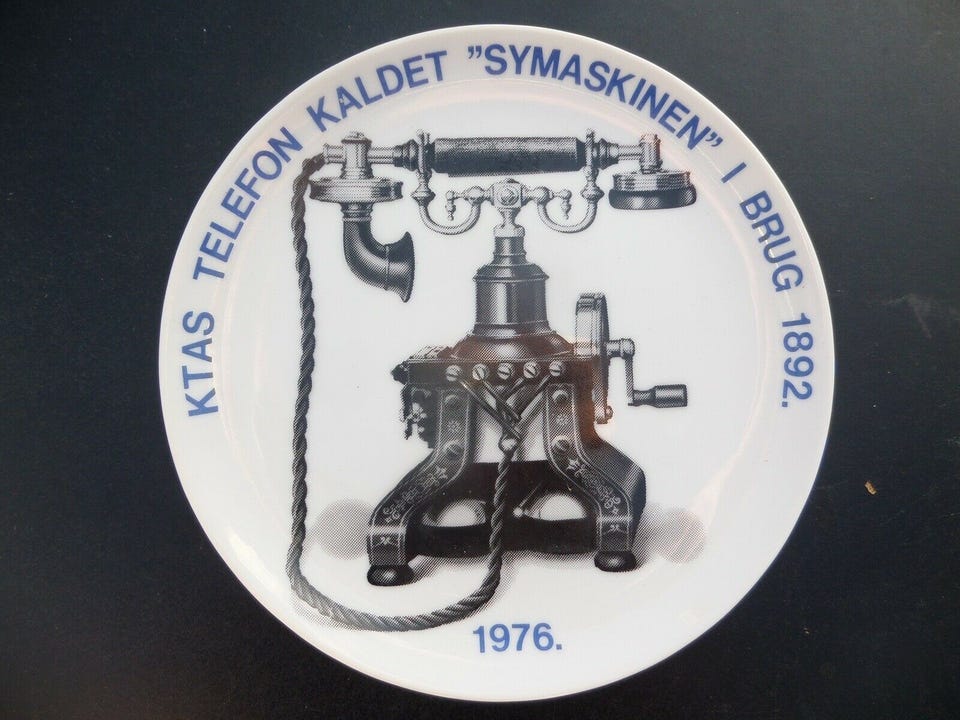 KTAS TELEFON KALDET ”SYMASKINEN” I BRUG 1892.
1976.